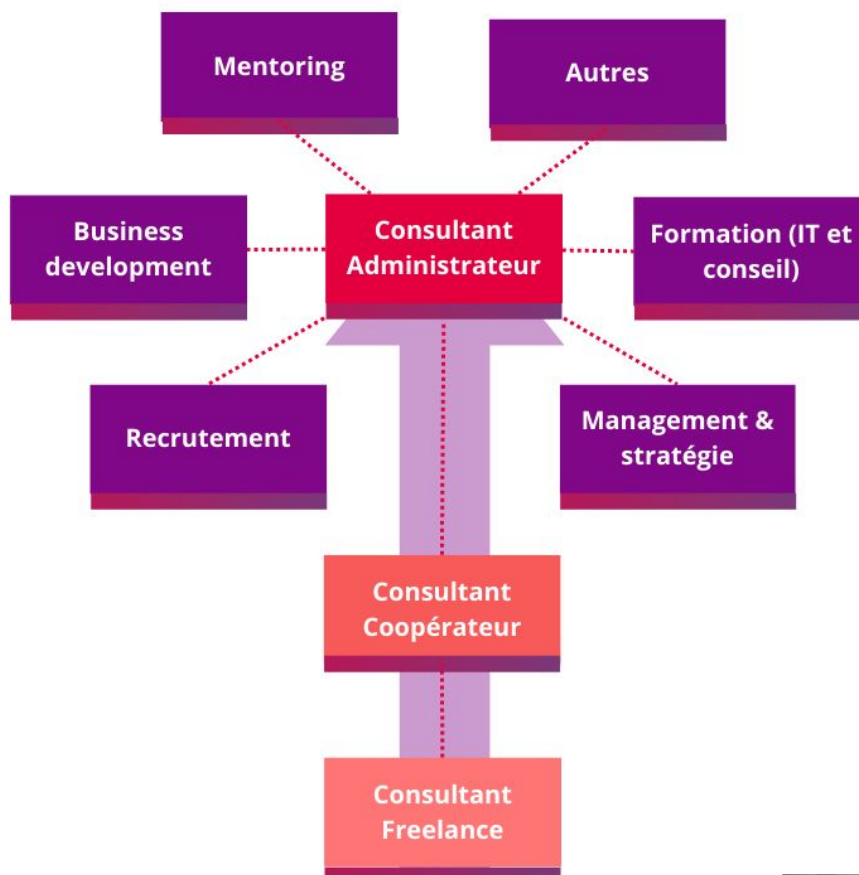 Mentoring
Autres
Business
development
Consultant
Administrateur
Formation (IT et
conseil)
Recrutement
Management &
stratégie
Consultant
Coopérateur
Consultant
Freelance